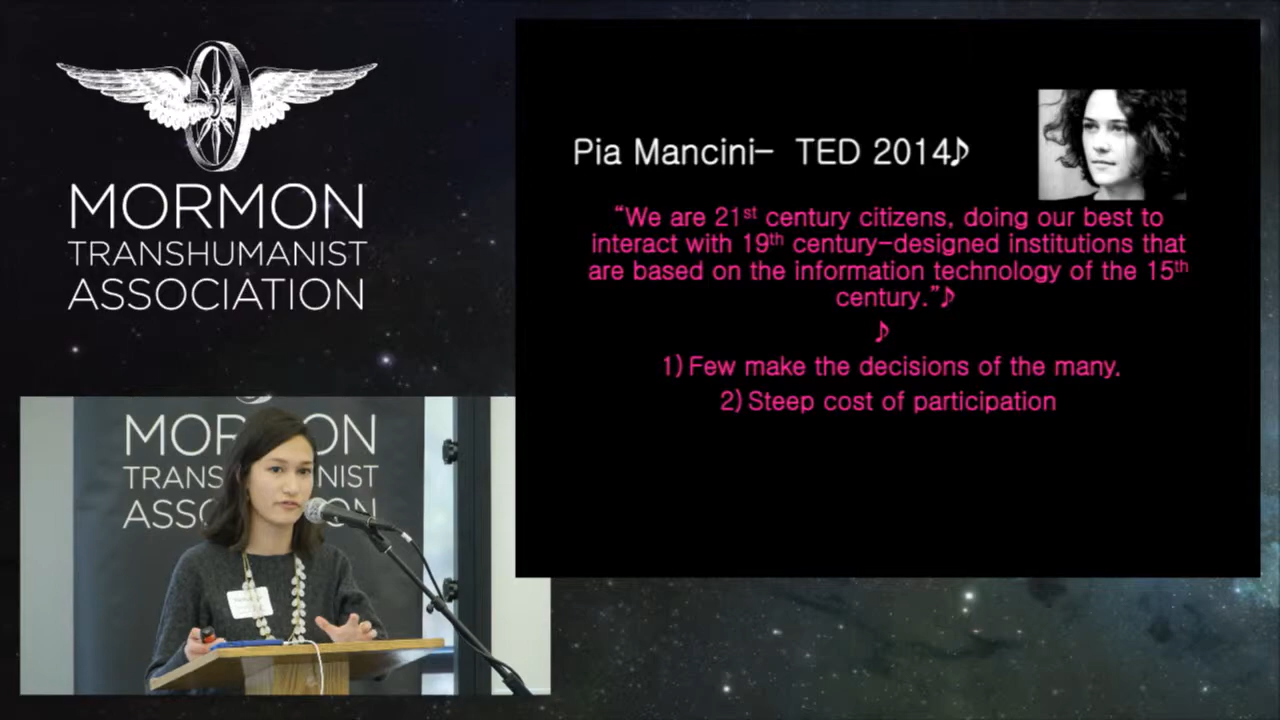 MORMON
TRANSHUMANIST
ASSOCIATION
Pia Mancini– TED 2014♪
“We are 21st century citizens, doing our best to
interact with 19th century–designed institutions that
are based on the information technology of the 15th
century.”♪
♪
1) Few make the decisions of the many.
2) Steep cost of participation
MOR ON
TRANS NIST
ASSO ON